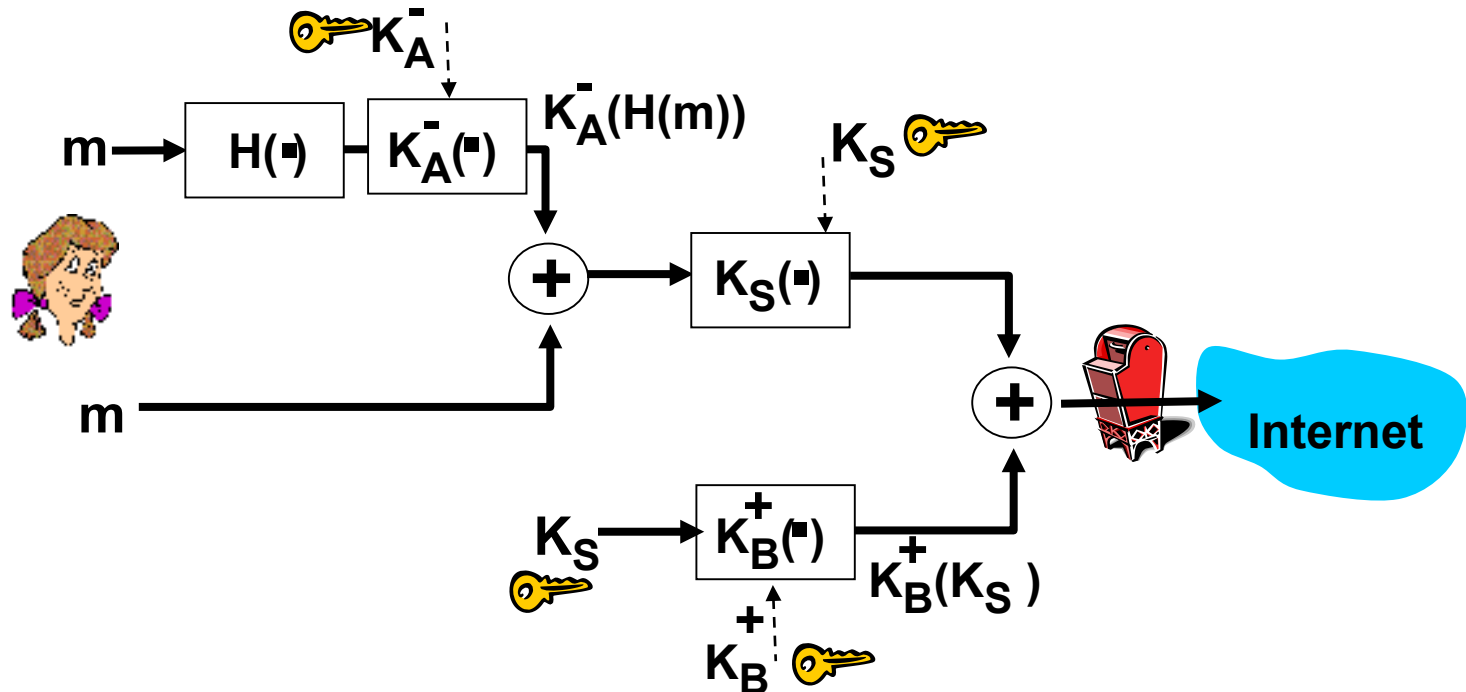 K_A^-
m
H(▪)
K_A^-(▪)
K_A^-(H(m))
K_S
+
K_S(▪)
m
+
Internet
K_S
K_B^+(▪)
K_B^+(K_S )
K_B^+